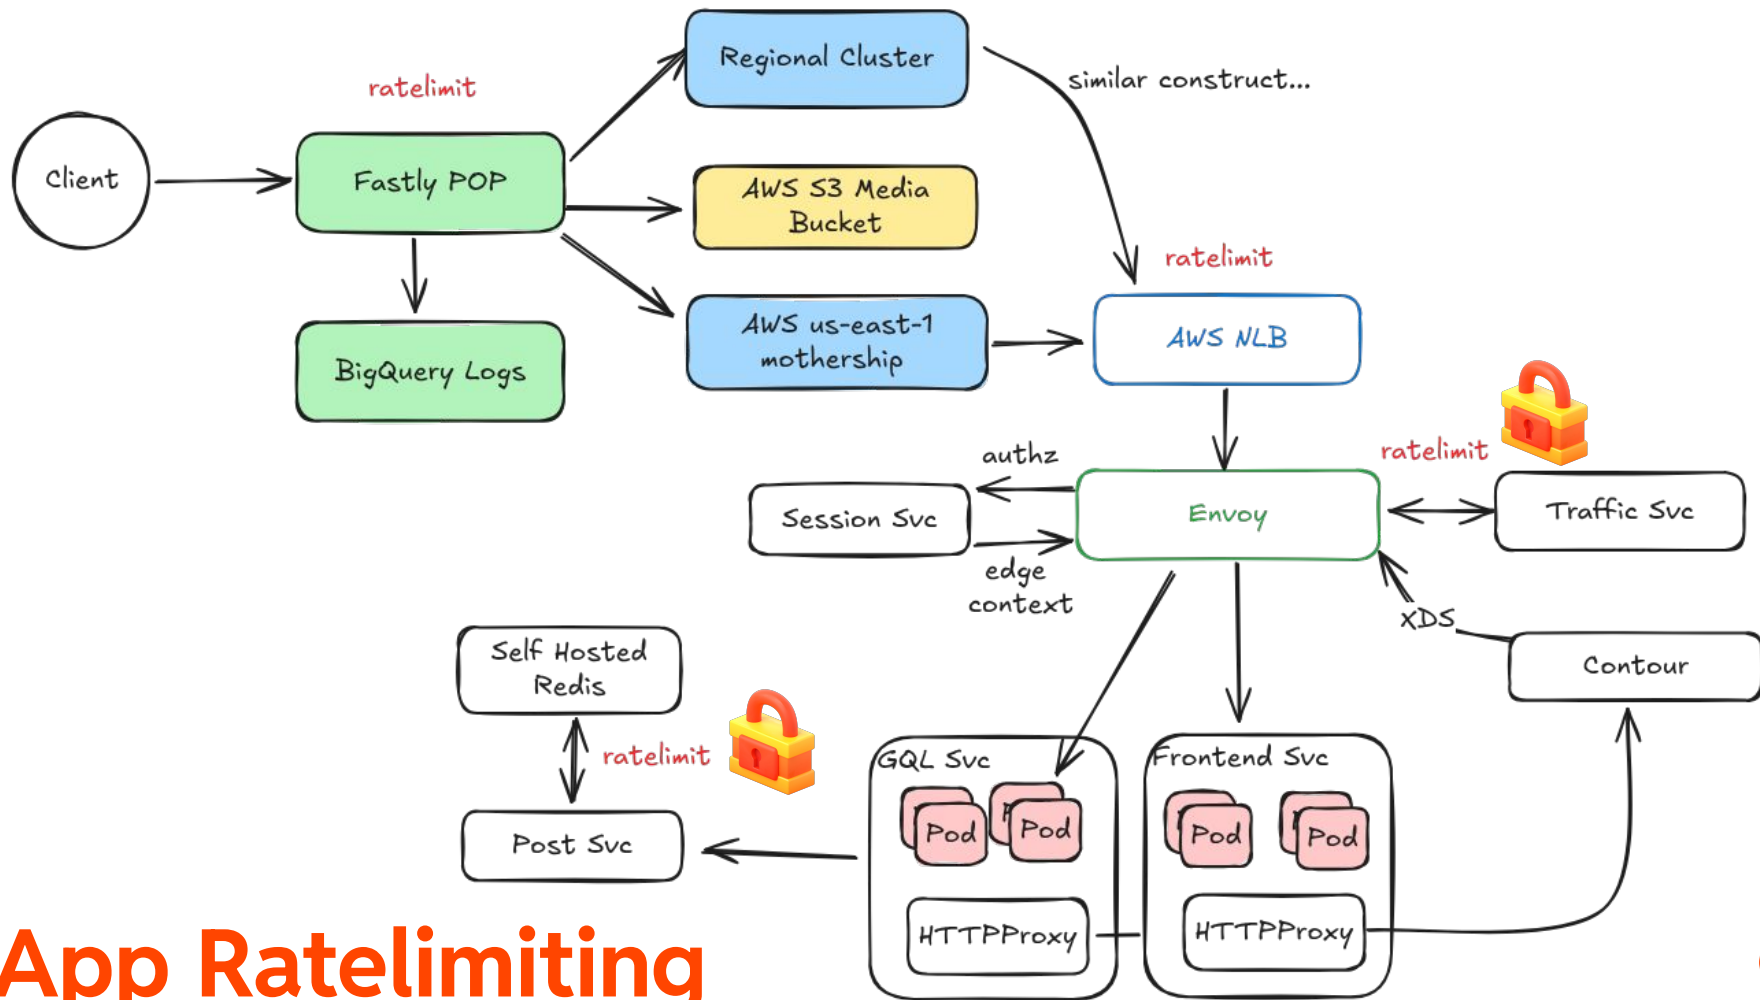 Regional Cluster
similar construct...
ratelimit
Client
Fastly POP
AWS S3 Media
Bucket
ratelimit
AWS us-east-1
mothership
AWS NLB
BigQuery Logs
authz
ratelimit
Session Svc
Envoy
Traffic Svc
edge
context
XDS
Self Hosted
Redis
Contour
ratelimit
GQL Svc
Frontend Svc
Pod
Pod
Pod
Pod
Post Svc
HTTPProxy
HTTPProxy
App Ratelimiting